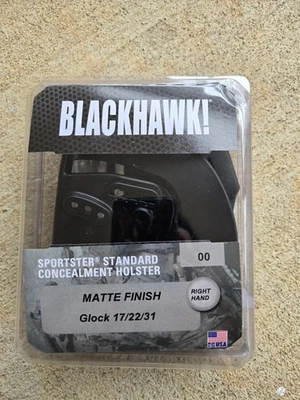 BLACKHAWK!
SPORTSTER® STANDARD
CONCEALMENT HOLSTER
00
MATTE FINISH
Glock 17/22/31
RIGHT
HAND
USA